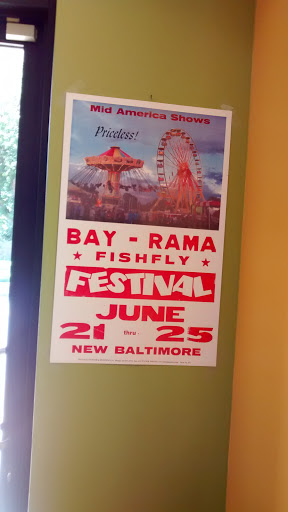 Mid America Shows
Priceless!
BAY - RAMA
★ FISHFLY ★
FESTIVAL
JUNE
21 thru 25
NEW BALTIMORE